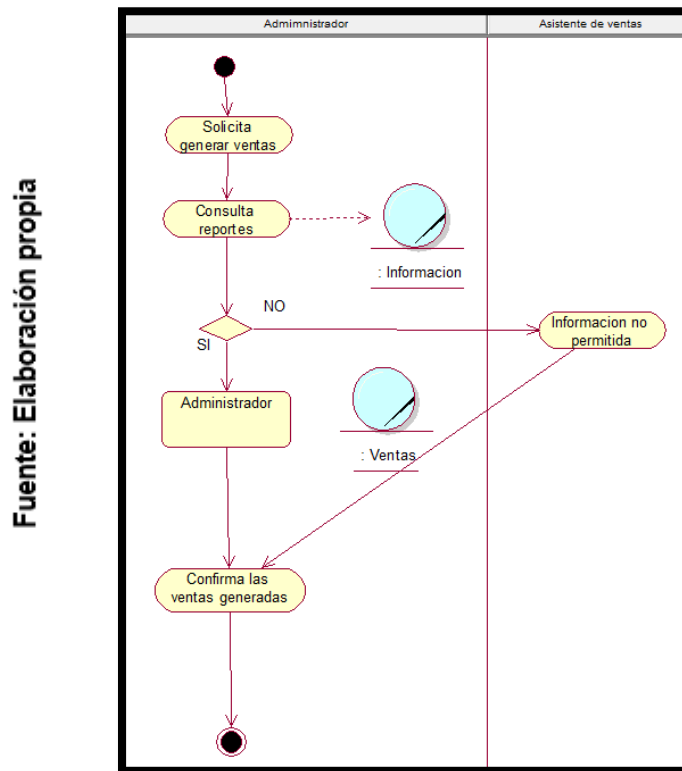 Admimnistrador
Asistente de ventas
Solicita
generar ventas
Consulta
reportes
: Informacion
NO
SI
Informacion no
permitida
Administrador
: Ventas
Confirma las
ventas generadas
Fuente: Elaboración propia